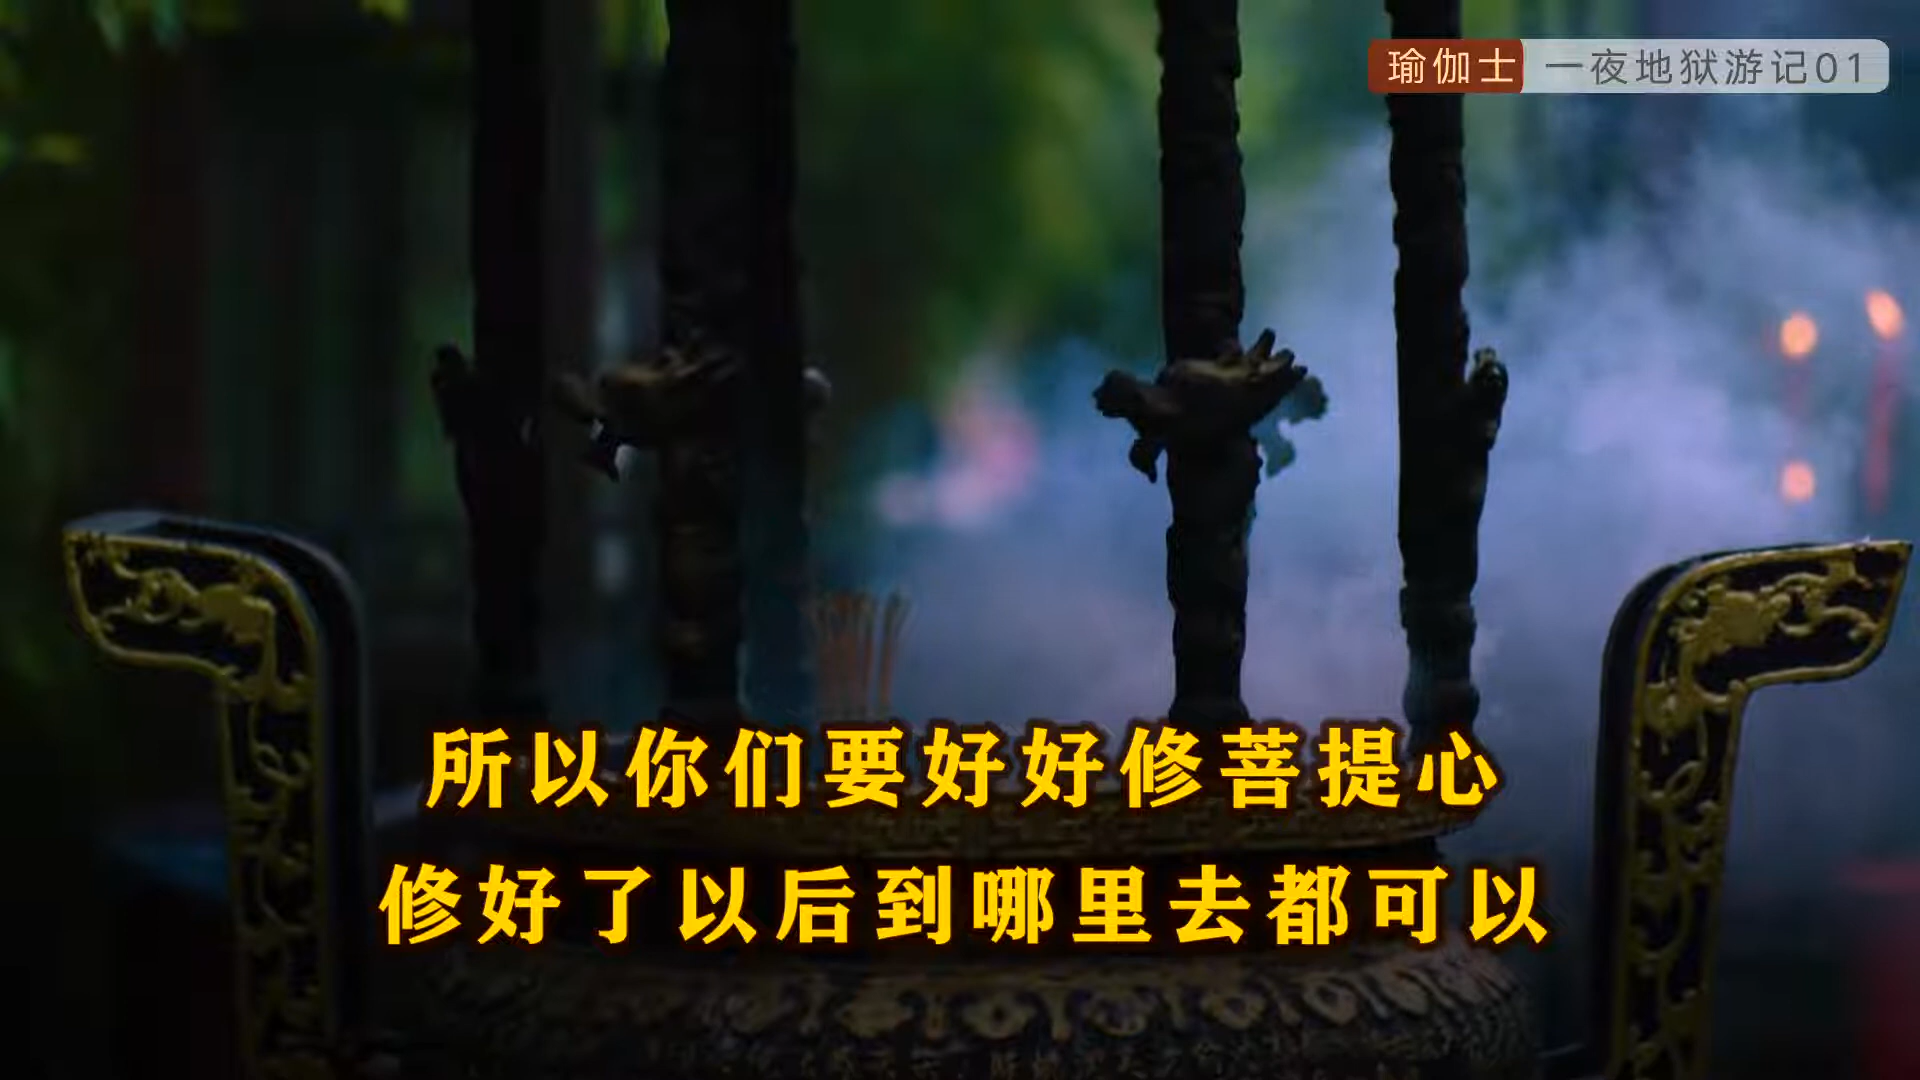 瑜伽士 一夜地狱游记01
所以你们要好好修菩提心
修好了以后到哪里去都可以